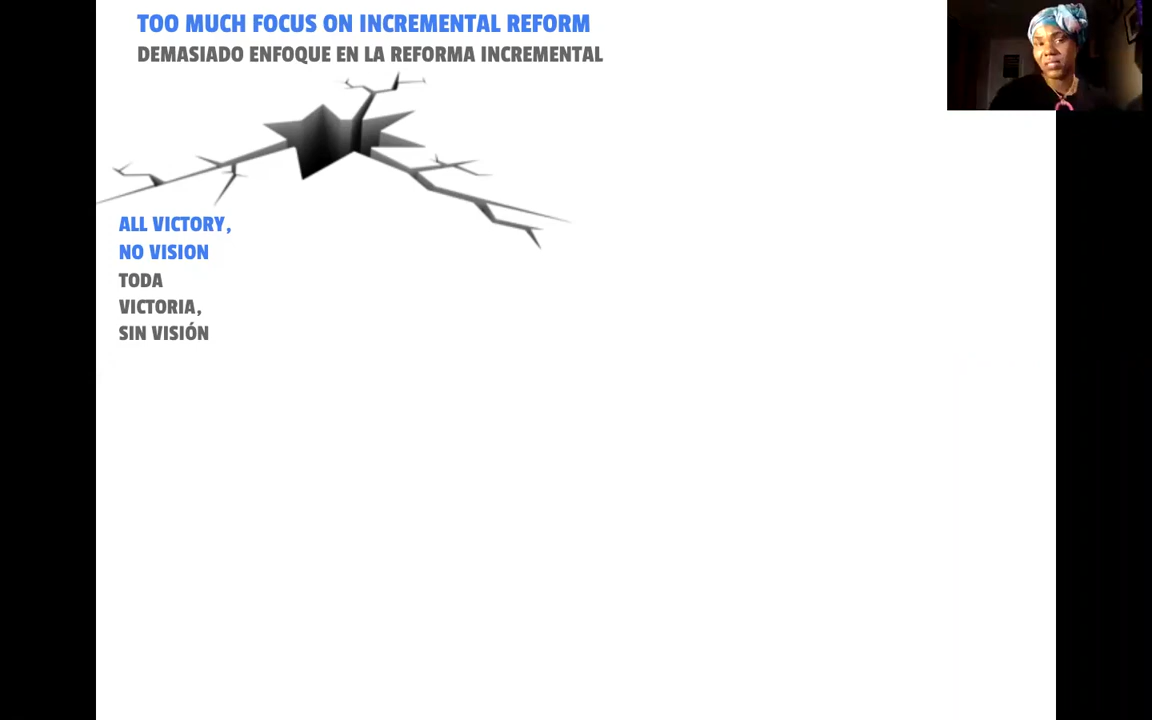 TOO MUCH FOCUS ON INCREMENTAL REFORM
DEMASIADO ENFOQUE EN LA REFORMA INCREMENTAL
ALL VICTORY,
NO VISION
TODA
VICTORIA,
SIN VISIÓN